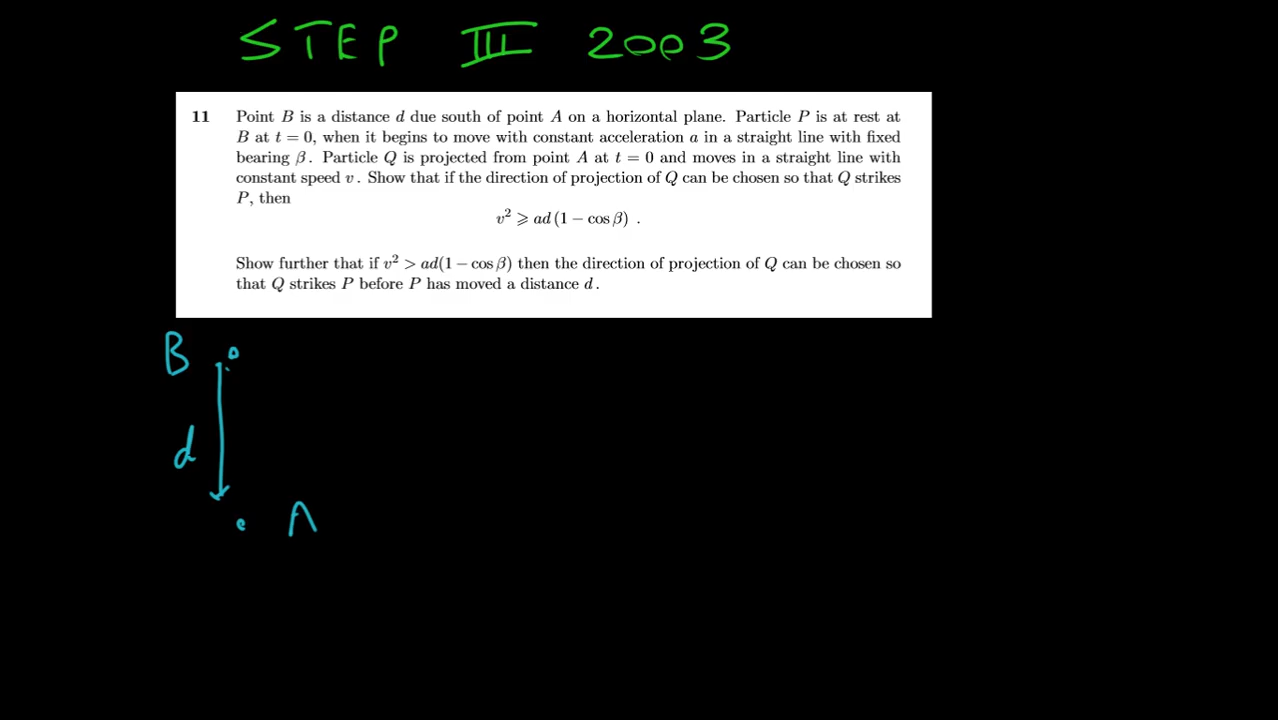 STEP III 2003
11 Point B is a distance d due south of point A on a horizontal plane. Particle P is at rest at
B at t = 0, when it begins to move with constant acceleration a in a straight line with fixed
bearing β. Particle Q is projected from point A at t = 0 and moves in a straight line with
constant speed v. Show that if the direction of projection of Q can be chosen so that Q strikes
P, then
v² ⩾ ad (1 − cos β) .
Show further that if v² > ad(1 − cos β) then the direction of projection of Q can be chosen so
that Q strikes P before P has moved a distance d.
B
d
A